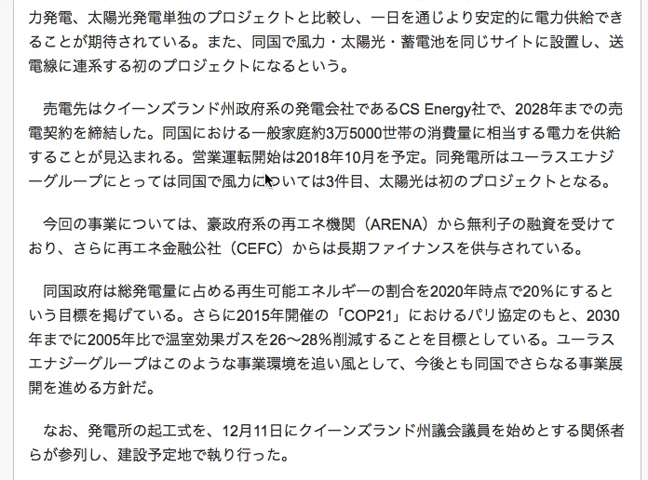 力発電、太陽光発電単独のプロジェクトと比較し、一日を通じより安定的に電力供給でき
ることが期待されている。また、同国で風力・太陽光・蓄電池を同じサイトに設置し、送
電線に連系する初のプロジェクトになるという。
売電先はクイーンズランド州政府系の発電会社であるCS Energy社で、2028年までの売
電契約を締結した。同国における一般家庭約3万5000世帯の消費量に相当する電力を供給
することが見込まれる。営業運転開始は2018年10月を予定。同発電所はユーラスエナジ
ーグループにとっては同国で風力については3件目、太陽光は初のプロジェクトとなる。
今回の事業については、豪政府系の再エネ機関（ARENA）から無利子の融資を受けて
おり、さらに再エネ金融公社（CEFC）からは長期ファイナンスを供与されている。
同国政府は総発電量に占める再生可能エネルギーの割合を2020年時点で20％にすると
いう目標を掲げている。さらに2015年開催の「COP21」におけるパリ協定のもと、2030
年までに2005年比で温室効果ガスを26〜28％削減することを目標としている。ユーラス
エナジーグループはこのような事業環境を追い風として、今後とも同国でさらなる事業展
開を進める方針だ。
なお、発電所の起工式を、12月11日にクイーンズランド州議会議員を始めとする関係者
らが参列し、建設予定地で執り行った。